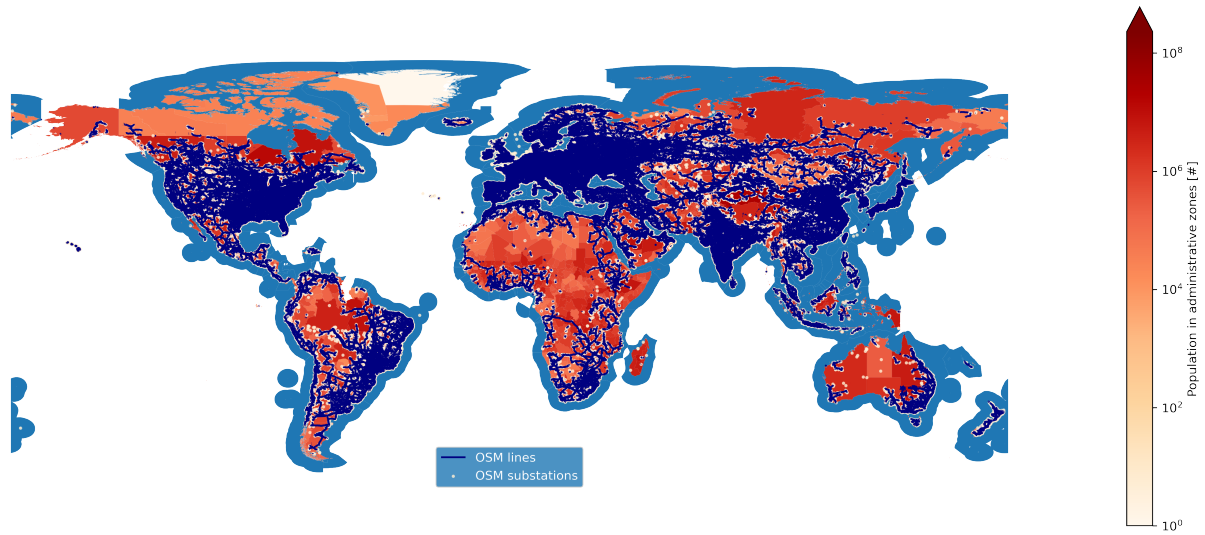 10^8
10^6
10^4
10^2
10^0
Population in administrative zones [#]
OSM lines
OSM substations